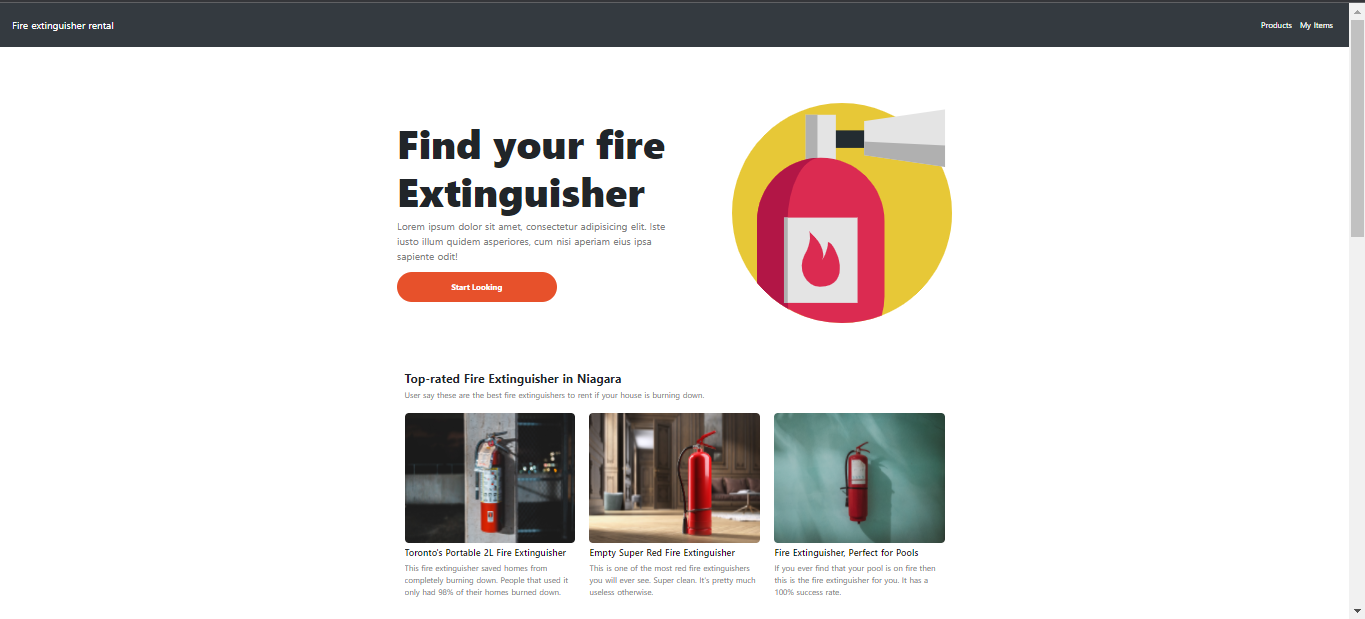 Fire extinguisher rental
Products My Items
Find your fire
Extinguisher
Lorem ipsum dolor sit amet, consectetur adipisicing elit. Iste
iusto illum quidem asperiores, cum nisi aperiam eius ipsa
sapiente odit!
Start Looking
Top-rated Fire Extinguisher in Niagara
User say these are the best fire extinguishers to rent if your house is burning down.
Toronto's Portable 2L Fire Extinguisher
This fire extinguisher saved homes from
completely burning down. People that used it
only had 98% of their homes burned down.
Empty Super Red Fire Extinguisher
This is one of the most red fire extinguishers
you will ever see. Super clean. It's pretty much
useless otherwise.
Fire Extinguisher, Perfect for Pools
If you ever find that your pool is on fire then
this is the fire extinguisher for you. It has a
100% success rate.